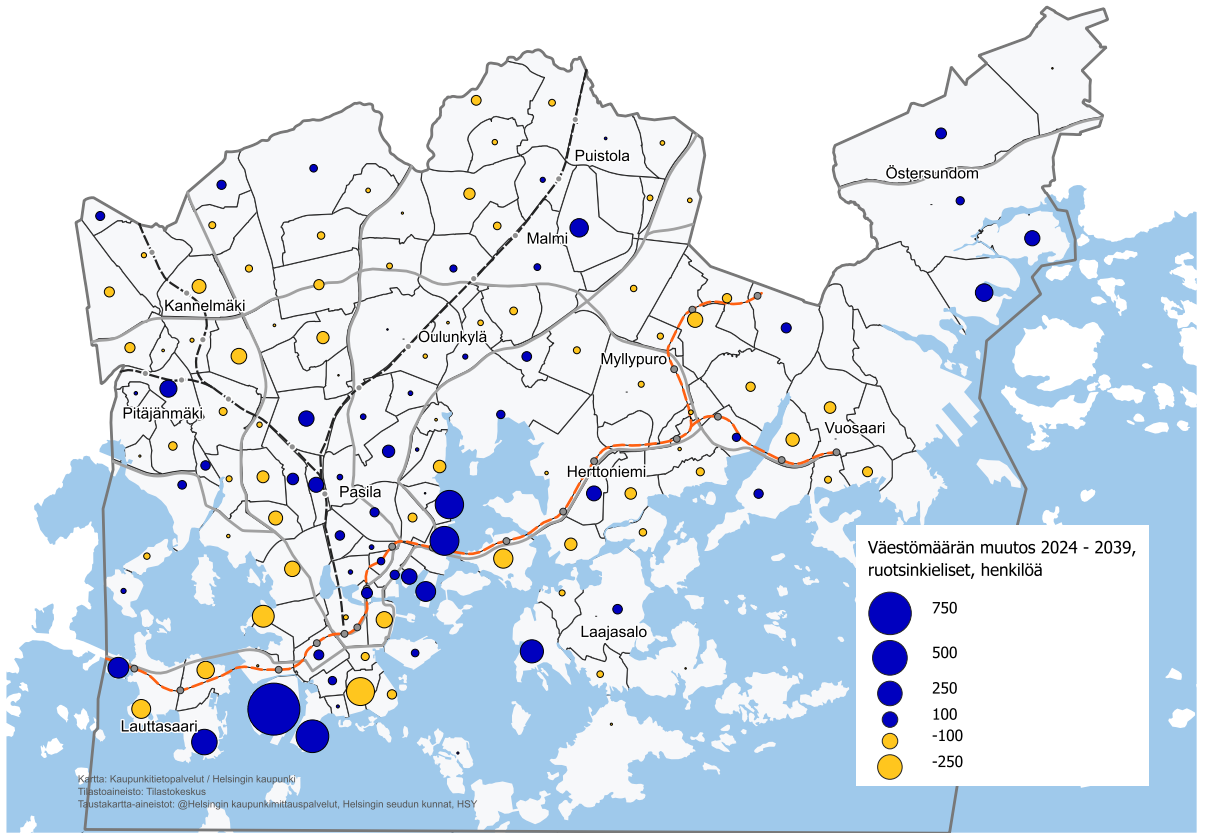 Puistola
Östersundom
Malmi
Kannelmäki
Oulunkylä
Myllypuro
Pitäjänmäki
Vuosaari
Herttoniemi
Pasila
Laajasalo
Lauttasaari
Väestömäärän muutos 2024 - 2039,
ruotsinkieliset, henkilöä
750
500
250
100
-100
-250
Kartta: Kaupunkitietopalvelut / Helsingin kaupunki
Tilastoaineisto: Tilastokeskus
Taustakartta-aineistot: @Helsingin kaupunkimittauspalvelut, Helsingin seudun kunnat, HSY